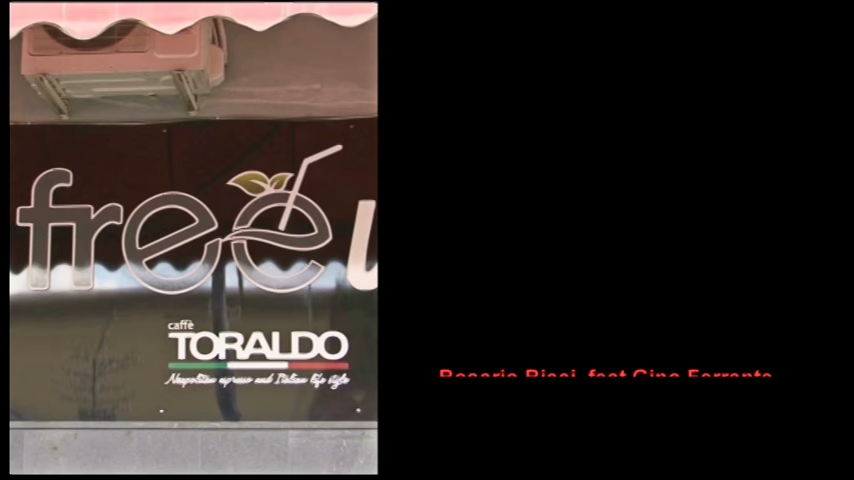 free
caffè
TORALDO
Neapolitan espresso and Italian life style
Rosario Ricci feat Gino Ferrante